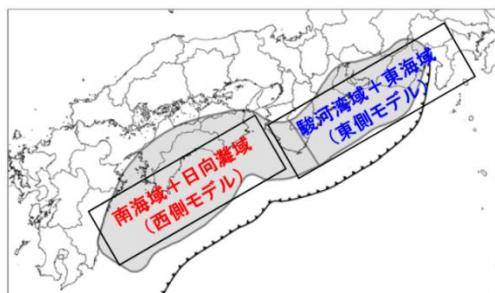 駿河湾域＋東海域
（東側モデル）
南海域＋日向灘域
（西側モデル）